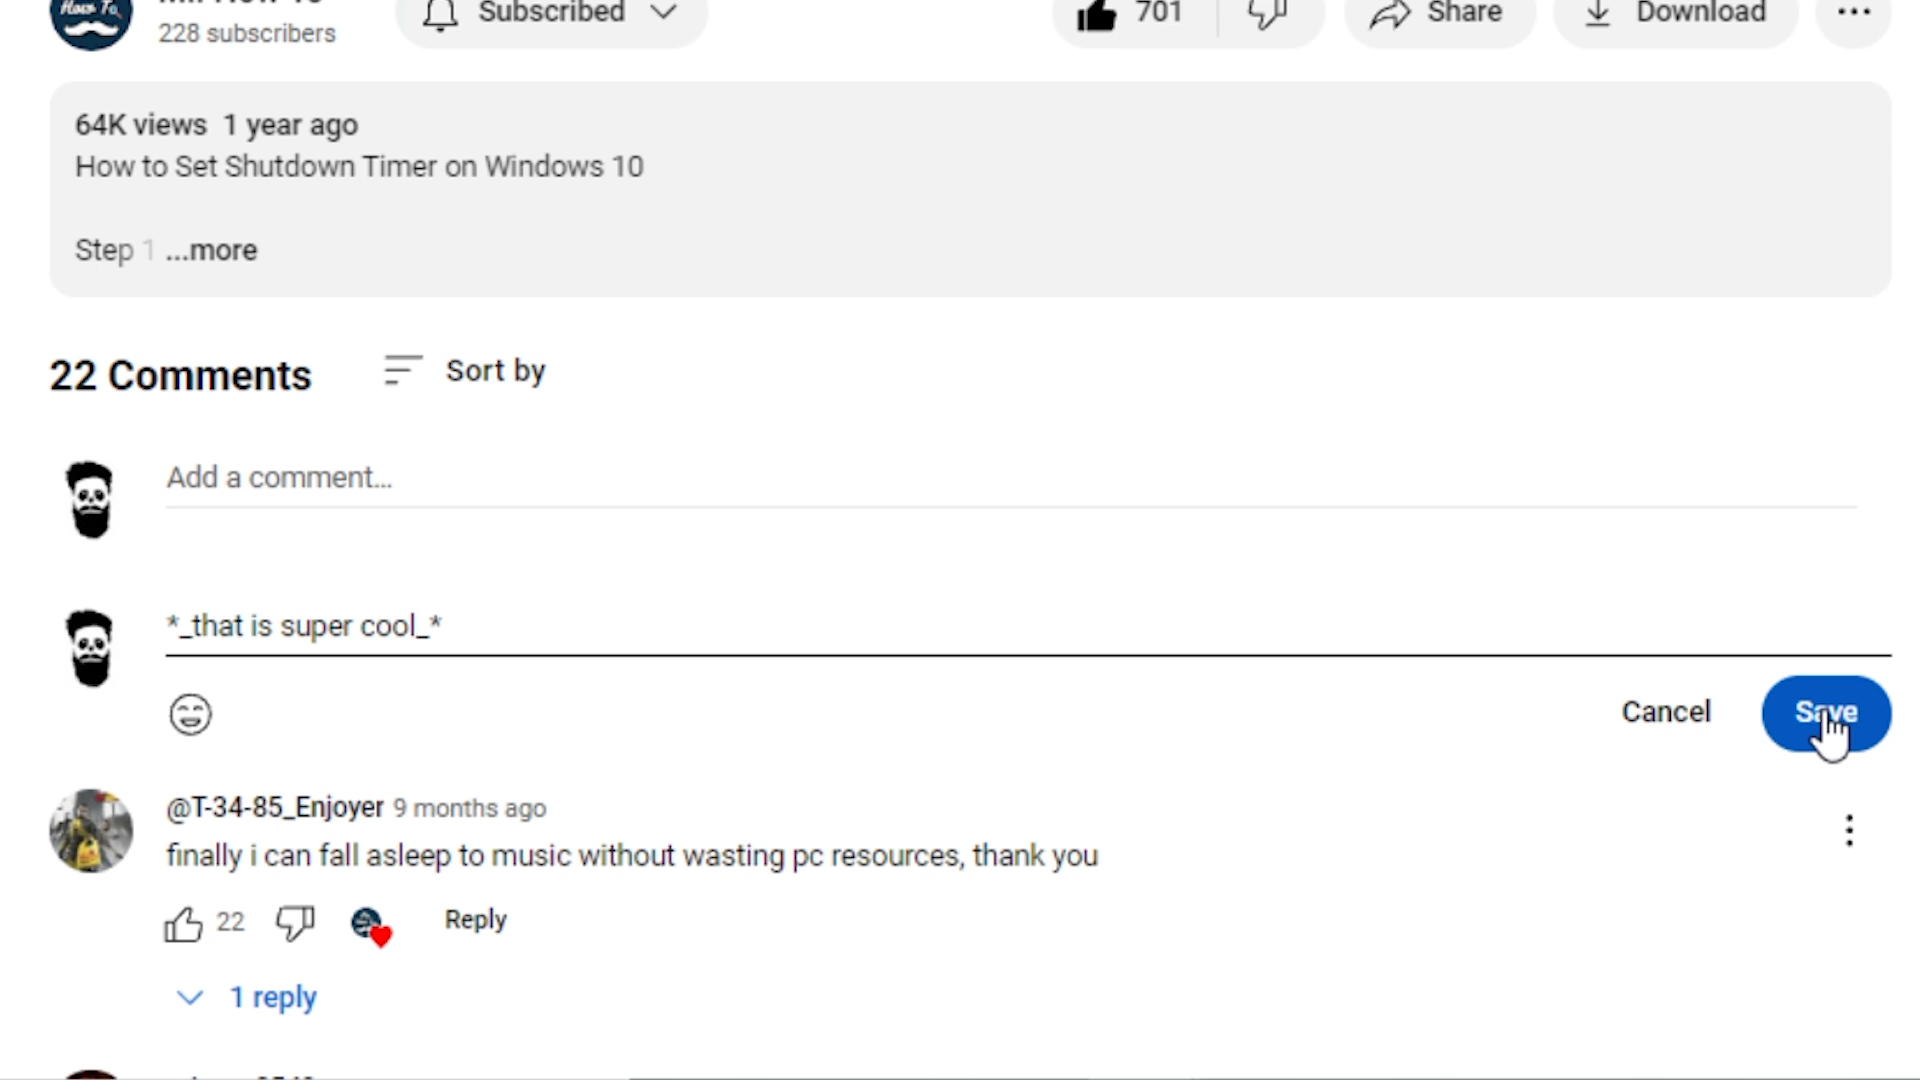 How To
228 subscribers
Subscribed
701
Share
Download
64K views 1 year ago
How to Set Shutdown Timer on Windows 10
Step 1 ...more
22 Comments
Sort by
Add a comment...
*_that is super cool_*
Cancel
Save
@T-34-85_Enjoyer 9 months ago
finally i can fall asleep to music without wasting pc resources, thank you
22
Reply
1 reply